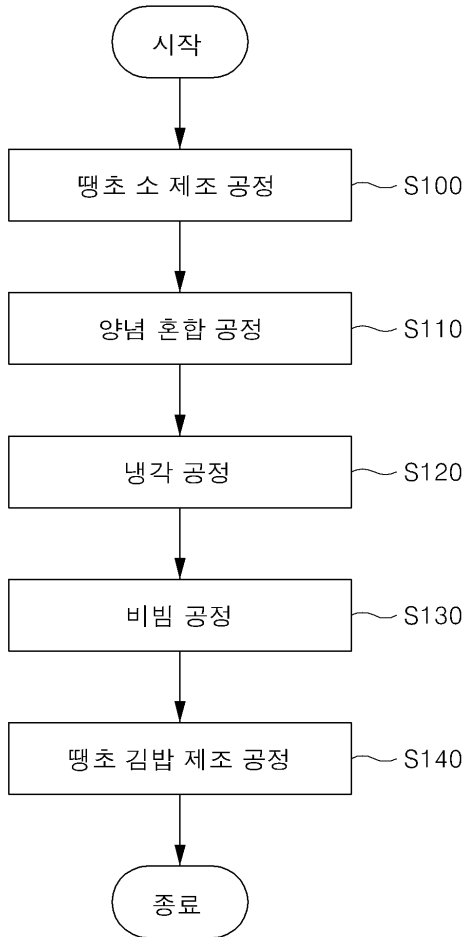 시작
땡초 소 제조 공정 S100
양념 혼합 공정 S110
냉각 공정 S120
비빔 공정 S130
땡초 김밥 제조 공정 S140
종료